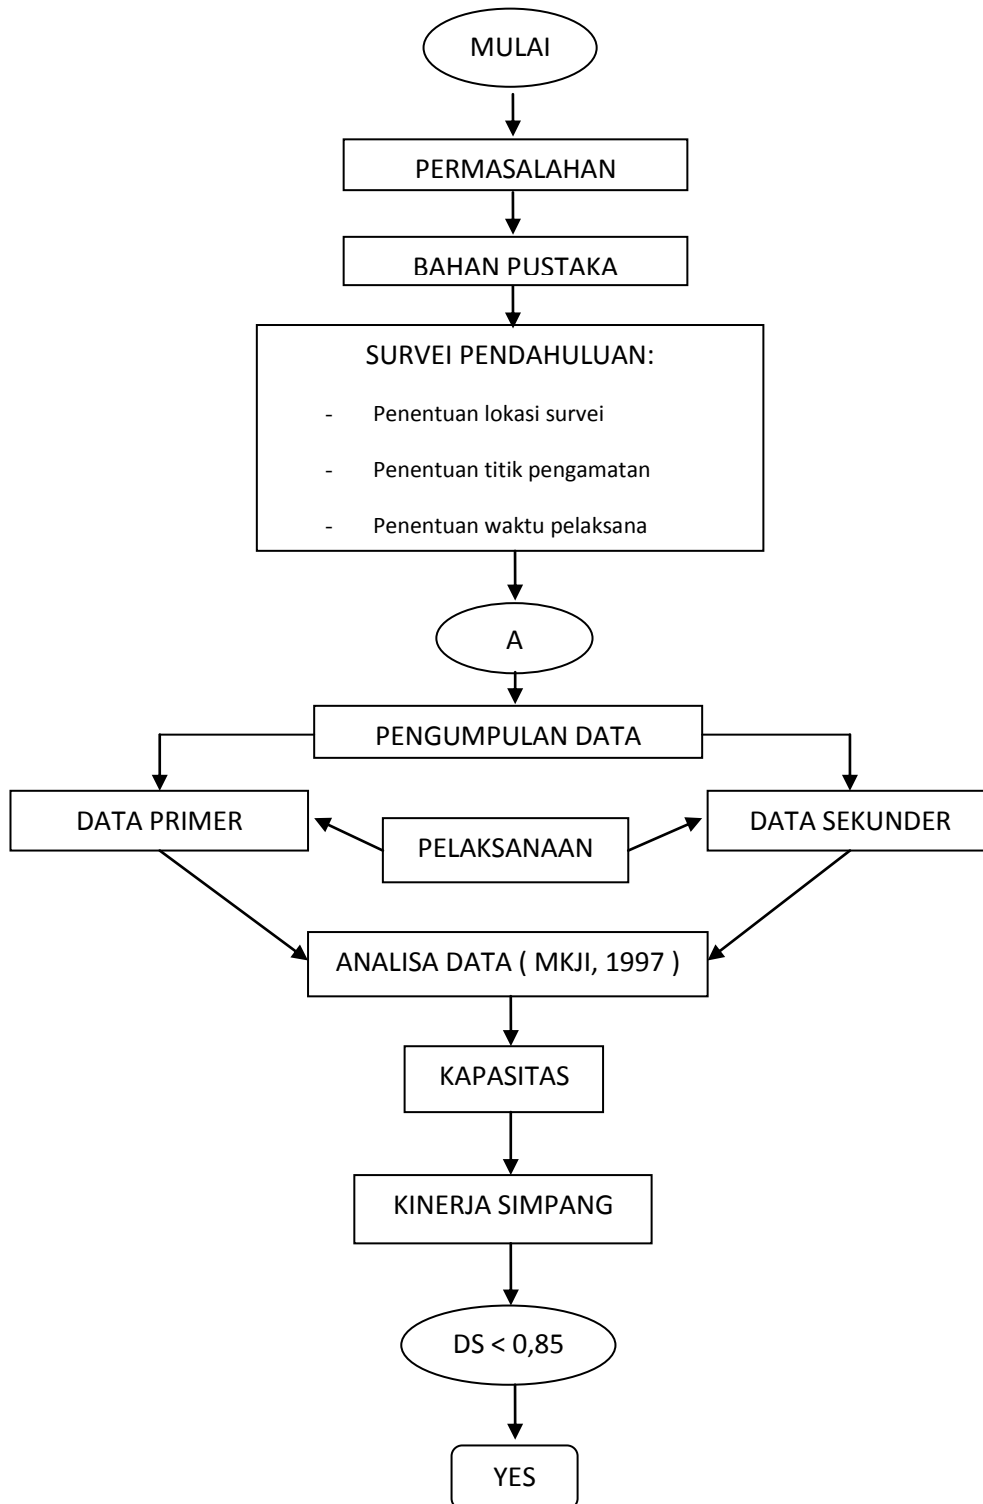 MULAI
PERMASALAHAN
BAHAN PUSTAKA
SURVEI PENDAHULUAN:
- Penentuan lokasi survei
- Penentuan titik pengamatan
- Penentuan waktu pelaksana
A
PENGUMPULAN DATA
DATA PRIMER
PELAKSANAAN
DATA SEKUNDER
ANALISA DATA ( MKJI, 1997 )
KAPASITAS
KINERJA SIMPANG
DS < 0,85
YES